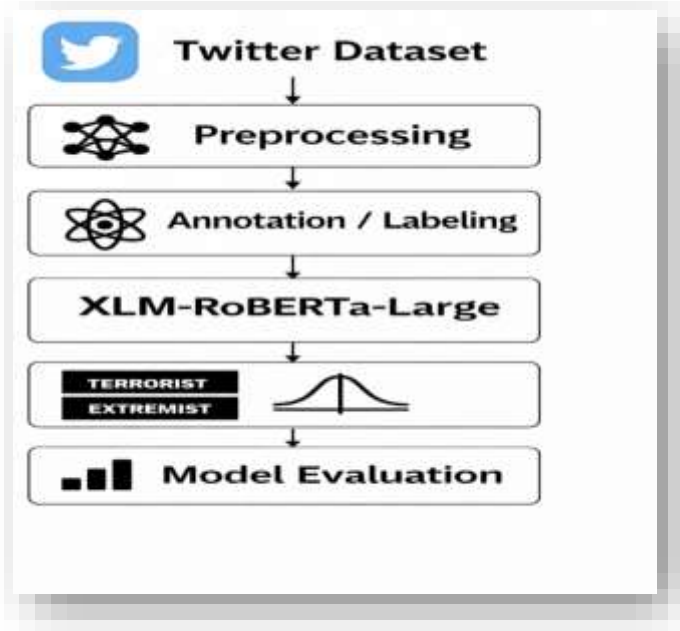 Twitter Dataset
Preprocessing
Annotation / Labeling
XLM-RoBERTa-Large
TERRORIST
EXTREMIST
Model Evaluation